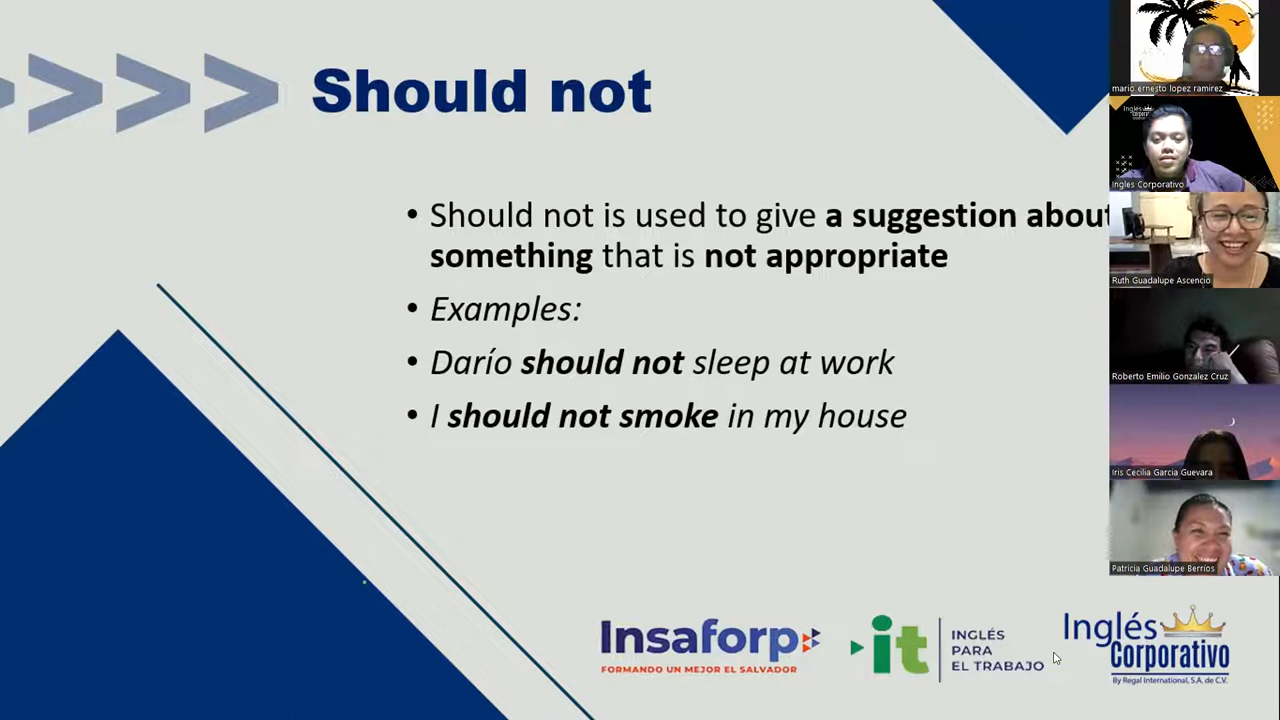 Should not
• Should not is used to give a suggestion about
something that is not appropriate
• Examples:
• Darío should not sleep at work
• I should not smoke in my house
Insaforp
FORMANDO UN MEJOR EL SALVADOR
it
INGLÉS
PARA
EL TRABAJO
Inglés
Corporativo
By Regal International, S.A. de C.V.
mario ernesto lopez ramirez
Inglés
Corporativo
Ingles Corporativo
Ruth Guadalupe Ascencio
Roberto Emilio Gonzalez Cruz
Iris Cecilia Garcia Guevara
Patricia Guadalupe Berríos